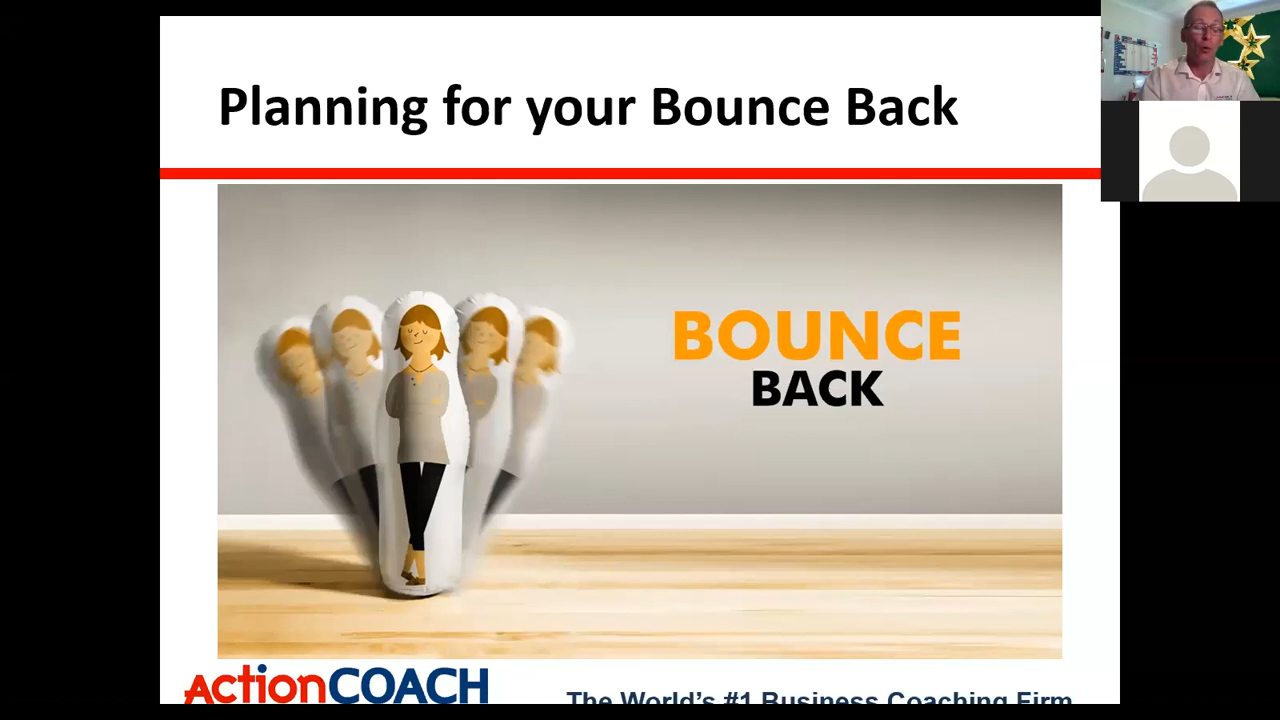 Planning for your Bounce Back
BOUNCE
BACK
ActionCOACH
The World's #1 Business Coaching Firm